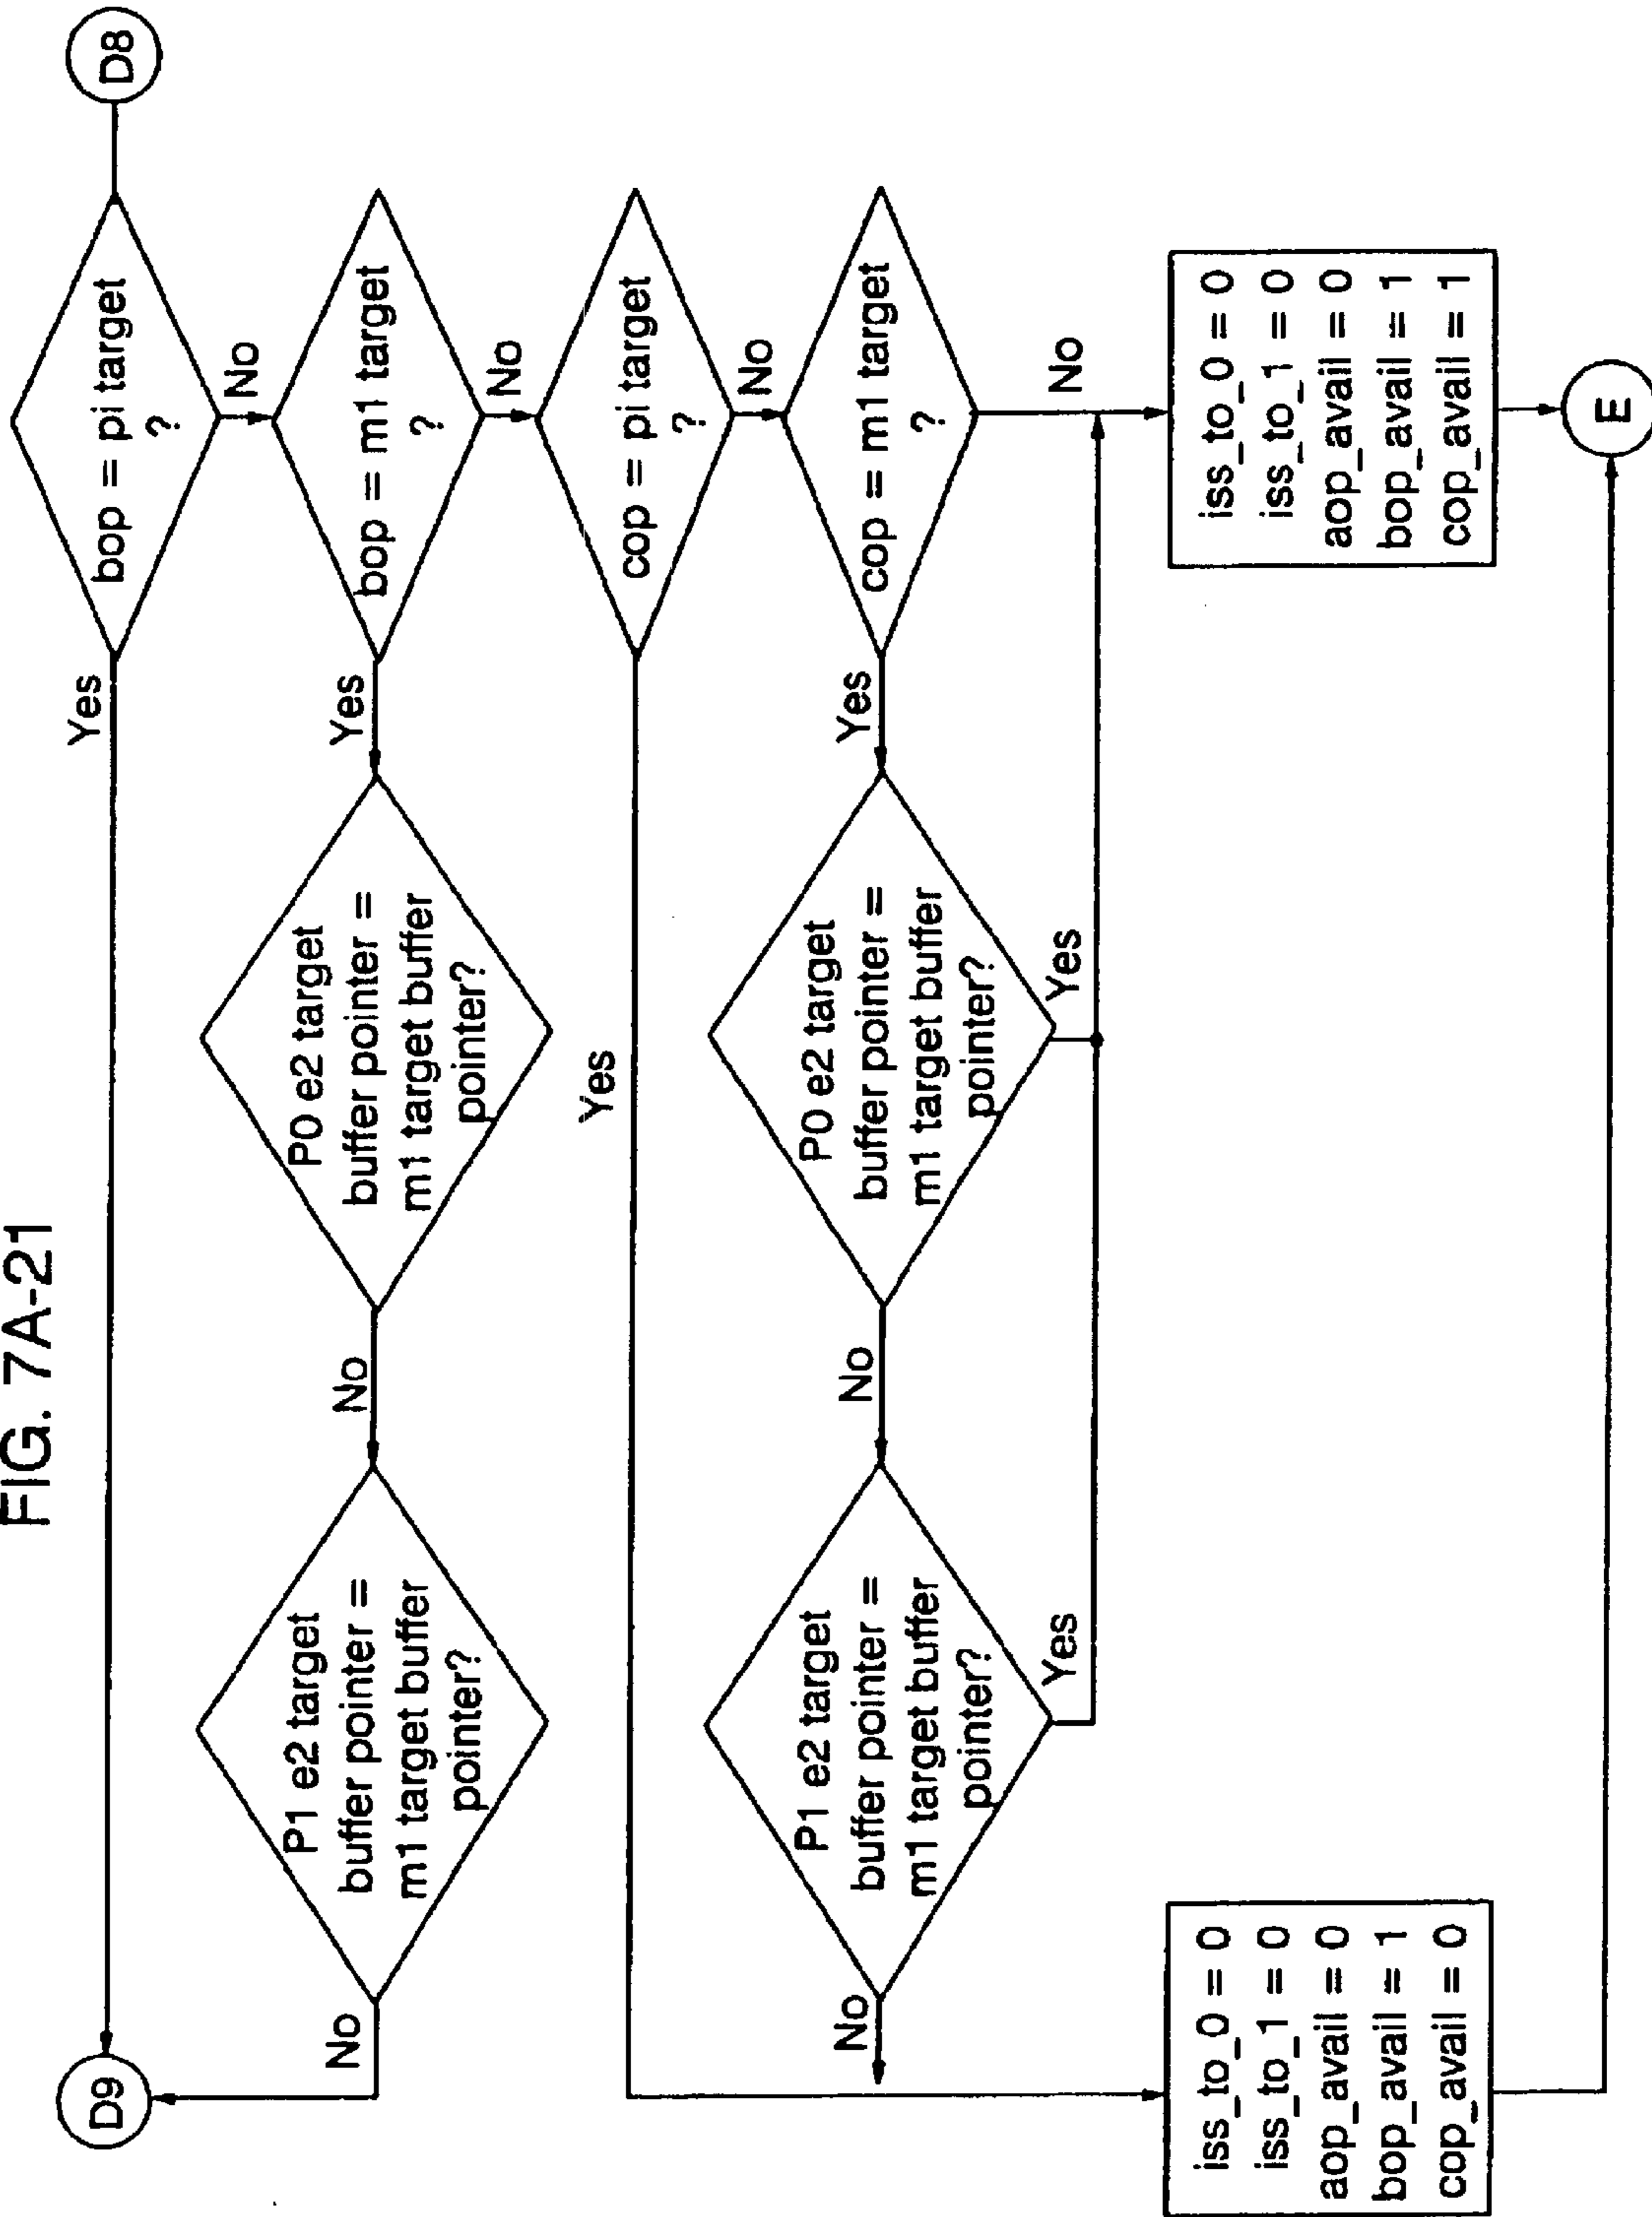 FIG. 7A-21
D8
bop = pi target
?
Yes
No
D9
bop = m1 target
?
Yes
No
P0 e2 target
buffer pointer =
m1 target buffer
pointer?
No
P1 e2 target
buffer pointer =
m1 target buffer
pointer?
No
cop = pi target
?
Yes
No
cop = m1 target
?
Yes
No
P0 e2 target
buffer pointer =
m1 target buffer
pointer?
Yes
No
P1 e2 target
buffer pointer =
m1 target buffer
pointer?
Yes
No
iss_to_0 = 0
iss_to_1 = 0
aop_avail = 0
bop_avail = 1
cop_avail = 0
iss_to_0 = 0
iss_to_1 = 0
aop_avail = 0
bop_avail = 1
cop_avail = 1
E